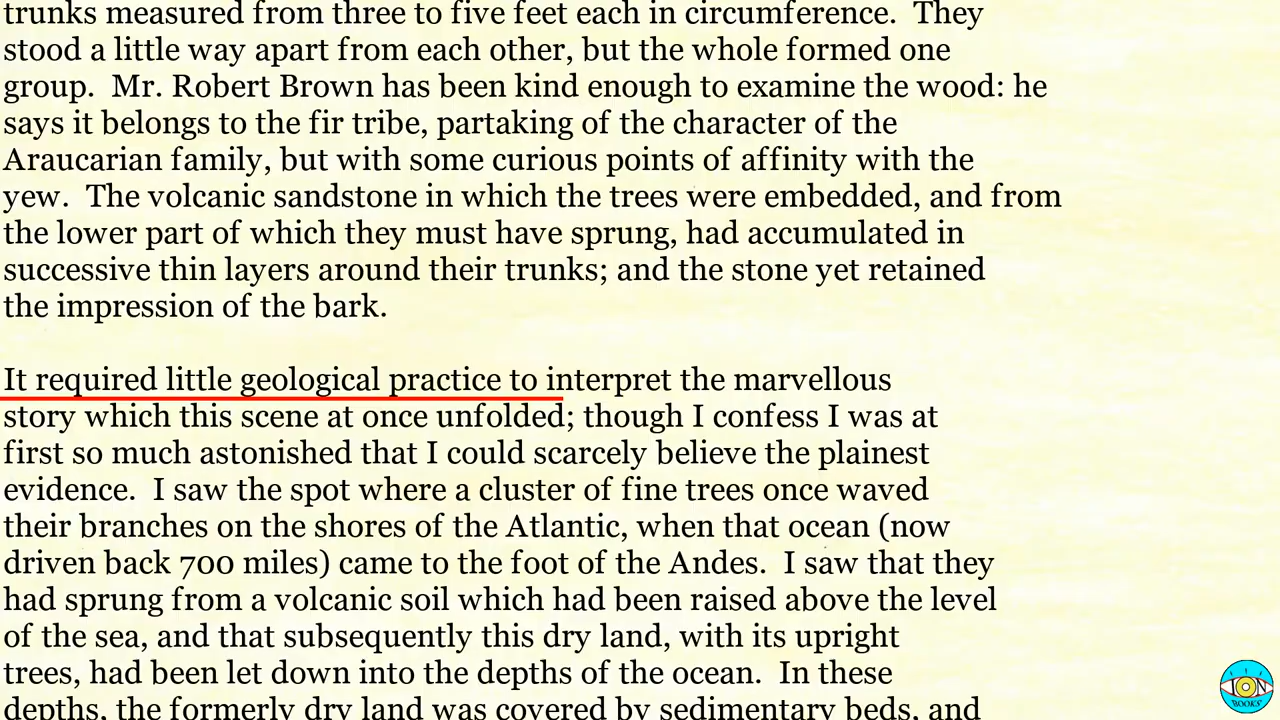 trunks measured from three to five feet each in circumference.  They
stood a little way apart from each other, but the whole formed one
group.  Mr. Robert Brown has been kind enough to examine the wood: he
says it belongs to the fir tribe, partaking of the character of the
Araucarian family, but with some curious points of affinity with the
yew.  The volcanic sandstone in which the trees were embedded, and from
the lower part of which they must have sprung, had accumulated in
successive thin layers around their trunks; and the stone yet retained
the impression of the bark.
It required little geological practice to interpret the marvellous
story which this scene at once unfolded; though I confess I was at
first so much astonished that I could scarcely believe the plainest
evidence.  I saw the spot where a cluster of fine trees once waved
their branches on the shores of the Atlantic, when that ocean (now
driven back 700 miles) came to the foot of the Andes.  I saw that they
had sprung from a volcanic soil which had been raised above the level
of the sea, and that subsequently this dry land, with its upright
trees, had been let down into the depths of the ocean.  In these
depths, the formerly dry land was covered by sedimentary beds, and
ION
BOOKS